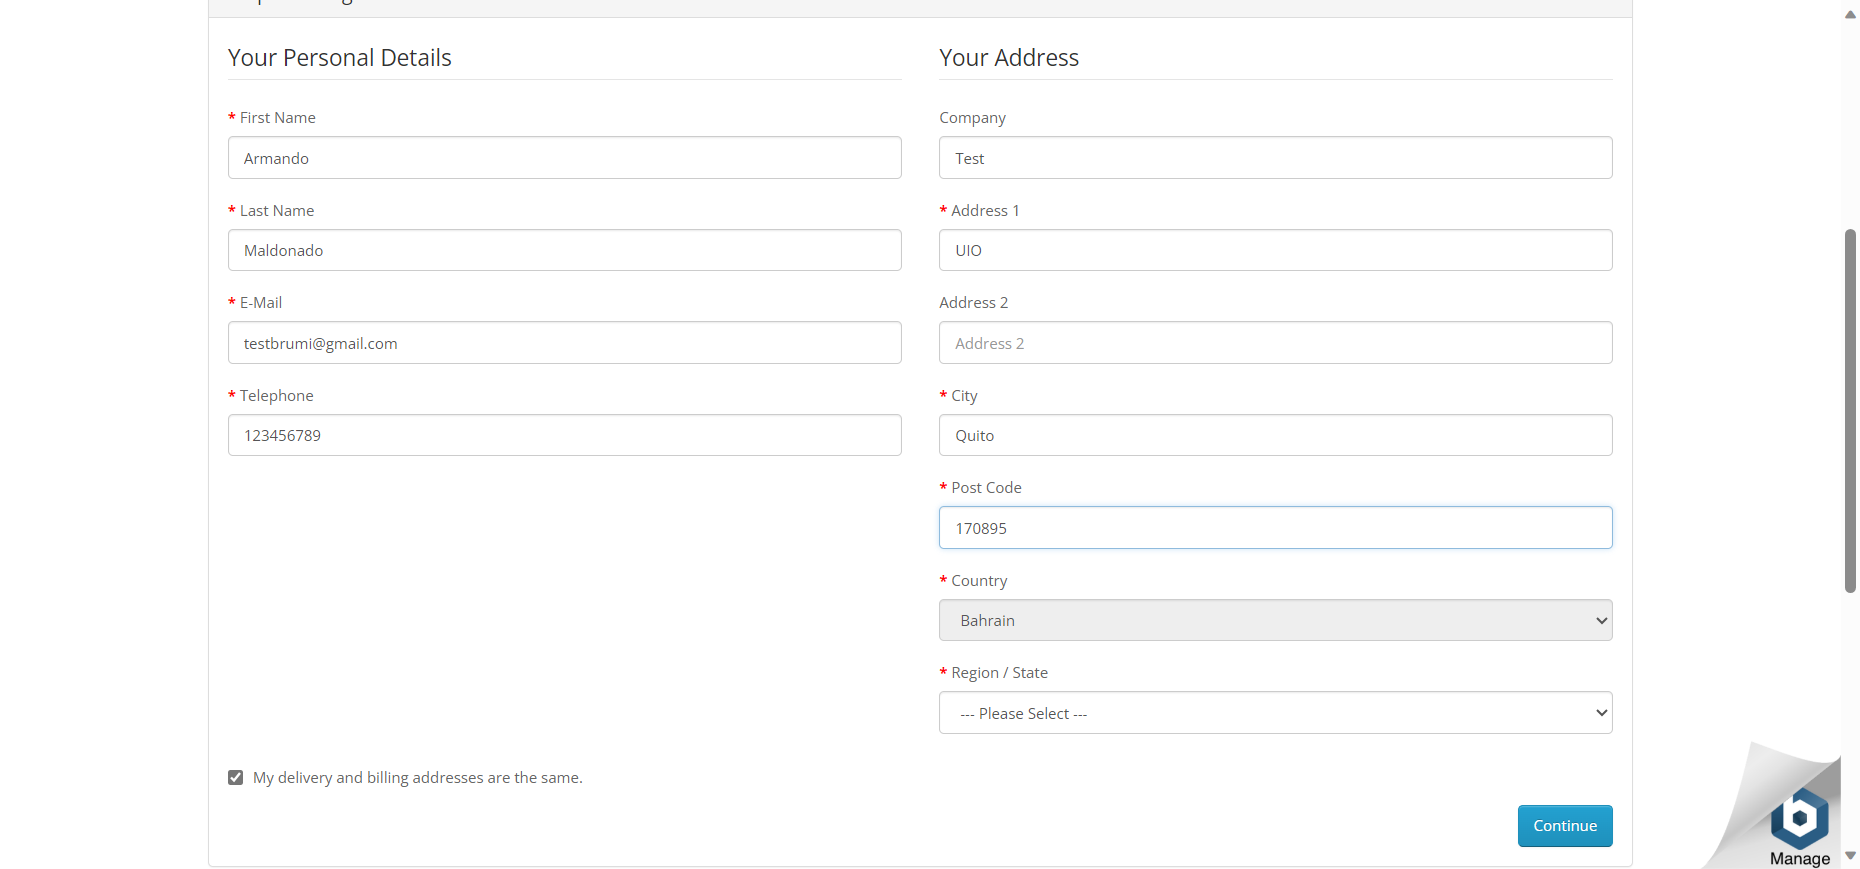 Your Personal Details
* First Name
Armando
* Last Name
Maldonado
* E-Mail
testbrumi@gmail.com
* Telephone
123456789
Your Address
Company
Test
* Address 1
UIO
Address 2
Address 2
* City
Quito
* Post Code
170895
* Country
Bahrain
* Region / State
--- Please Select ---
My delivery and billing addresses are the same.
Continue
Manage